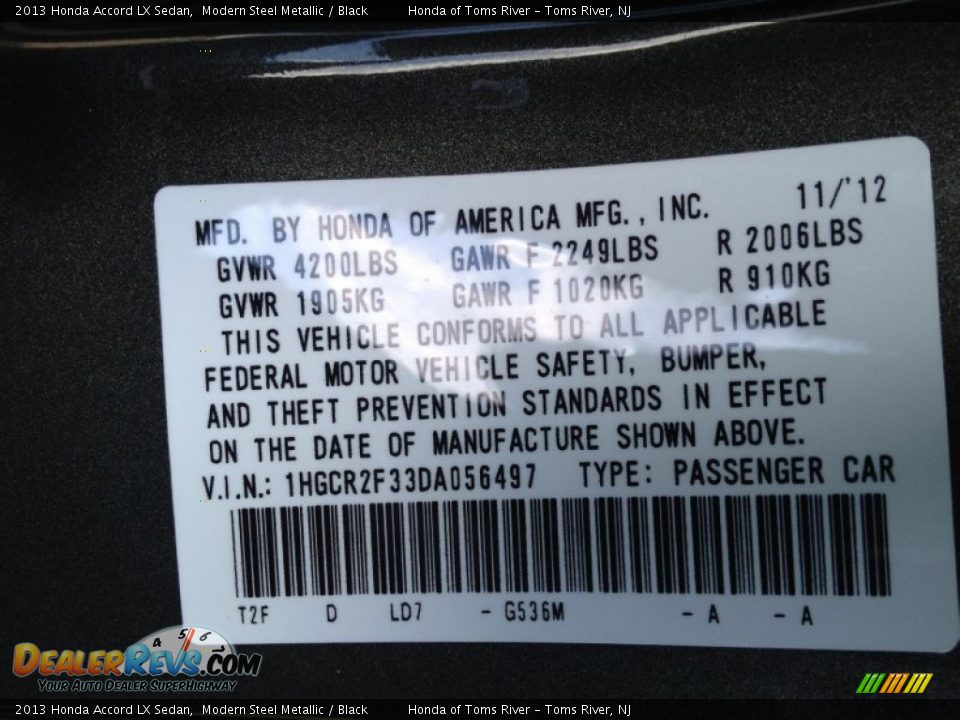 2013 Honda Accord LX Sedan, Modern Steel Metallic / Black Honda of Toms River - Toms River, NJ
11/'12
MFD. BY HONDA OF AMERICA MFG., INC.
GVWR 4200LBS GAWR F 2249LBS R 2006LBS
GVWR 1905KG GAWR F 1020KG R 910KG
THIS VEHICLE CONFORMS TO ALL APPLICABLE
FEDERAL MOTOR VEHICLE SAFETY, BUMPER,
AND THEFT PREVENTION STANDARDS IN EFFECT
ON THE DATE OF MANUFACTURE SHOWN ABOVE.
V.I.N.: 1HGCR2F33DA056497 TYPE: PASSENGER CAR
T2F D LD7 - G536M - A - A
4 5 6
DEALERREVS.COM
YOUR AUTO DEALER SUPERHIGHWAY
2013 Honda Accord LX Sedan, Modern Steel Metallic / Black Honda of Toms River - Toms River, NJ